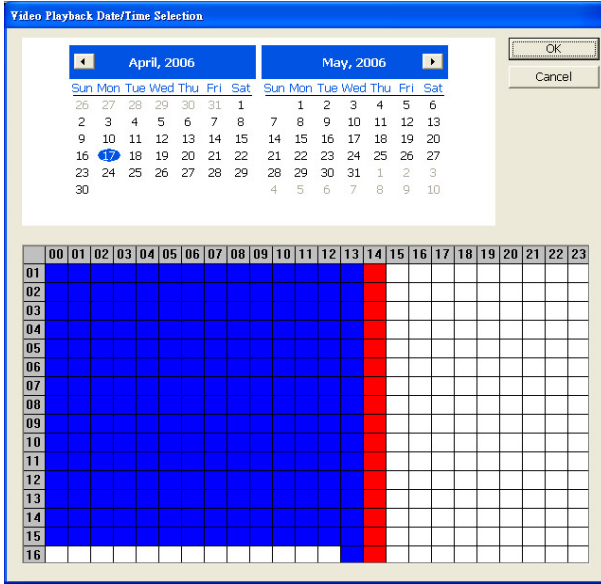 Video Playback Date/Time Selection
April, 2006 May, 2006
OK
Cancel
Sun Mon Tue Wed Thu Fri Sat Sun Mon Tue Wed Thu Fri Sat
26 27 28 29 30 31 1 1 2 3 4 5 6
2 3 4 5 6 7 8 7 8 9 10 11 12 13
9 10 11 12 13 14 15 14 15 16 17 18 19 20
16 17 18 19 20 21 22 21 22 23 24 25 26 27
23 24 25 26 27 28 29 28 29 30 31 1 2 3
30 4 5 6 7 8 9 10
00 01 02 03 04 05 06 07 08 09 10 11 12 13 14 15 16 17 18 19 20 21 22 23
01
02
03
04
05
06
07
08
09
10
11
12
13
14
15
16